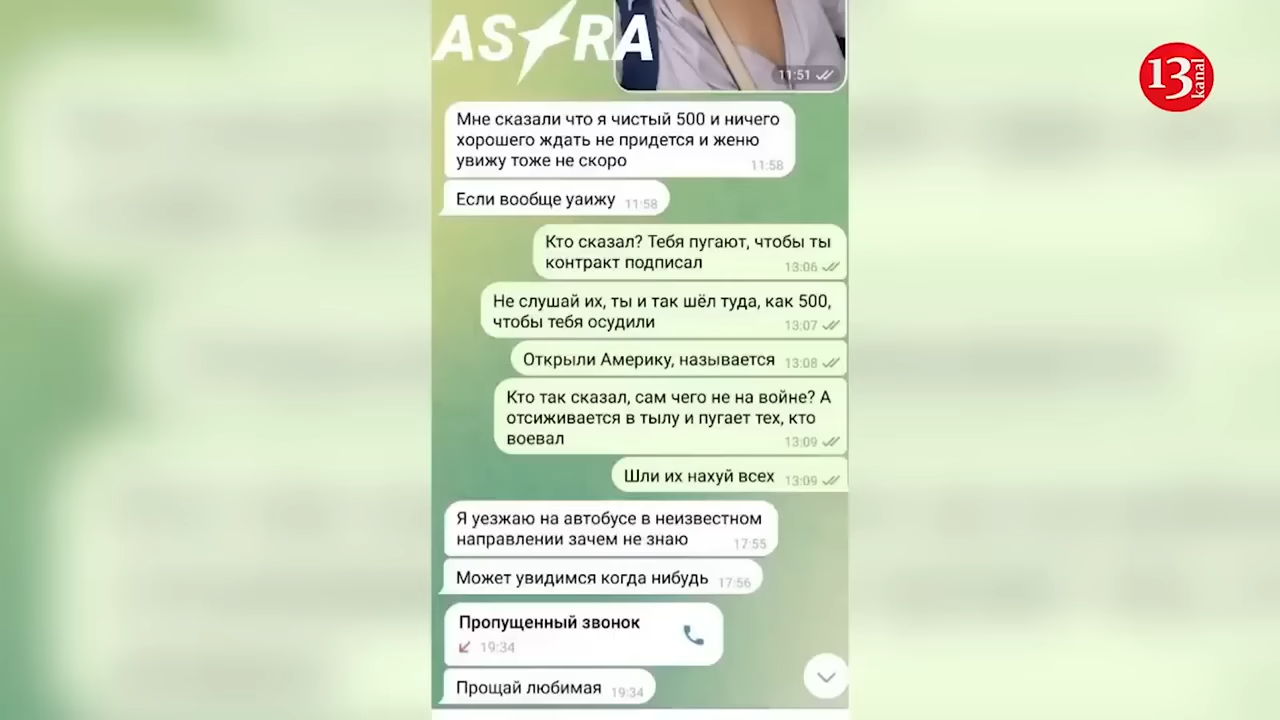 ASTRA
13 kanal
11:51
Мне сказали что я чистый 500 и ничего
хорошего ждать не придется и женю
увижу тоже не скоро
11:58
Если вообще уаижу 11:58
Кто сказал? Тебя пугают, чтобы ты
контракт подписал
13:06
Не слушай их, ты и так шёл туда, как 500,
чтобы тебя осудили
13:07
Открыли Америку, называется 13:08
Кто так сказал, сам чего не на войне? А
отсиживается в тылу и пугает тех, кто
воевал
13:09
Шли их нахуй всех 13:09
Я уезжаю на автобусе в неизвестном
направлении зачем не знаю
17:55
Может увидимся когда нибудь 17:56
Пропущенный звонок
19:34
Прощай любимая 19:34